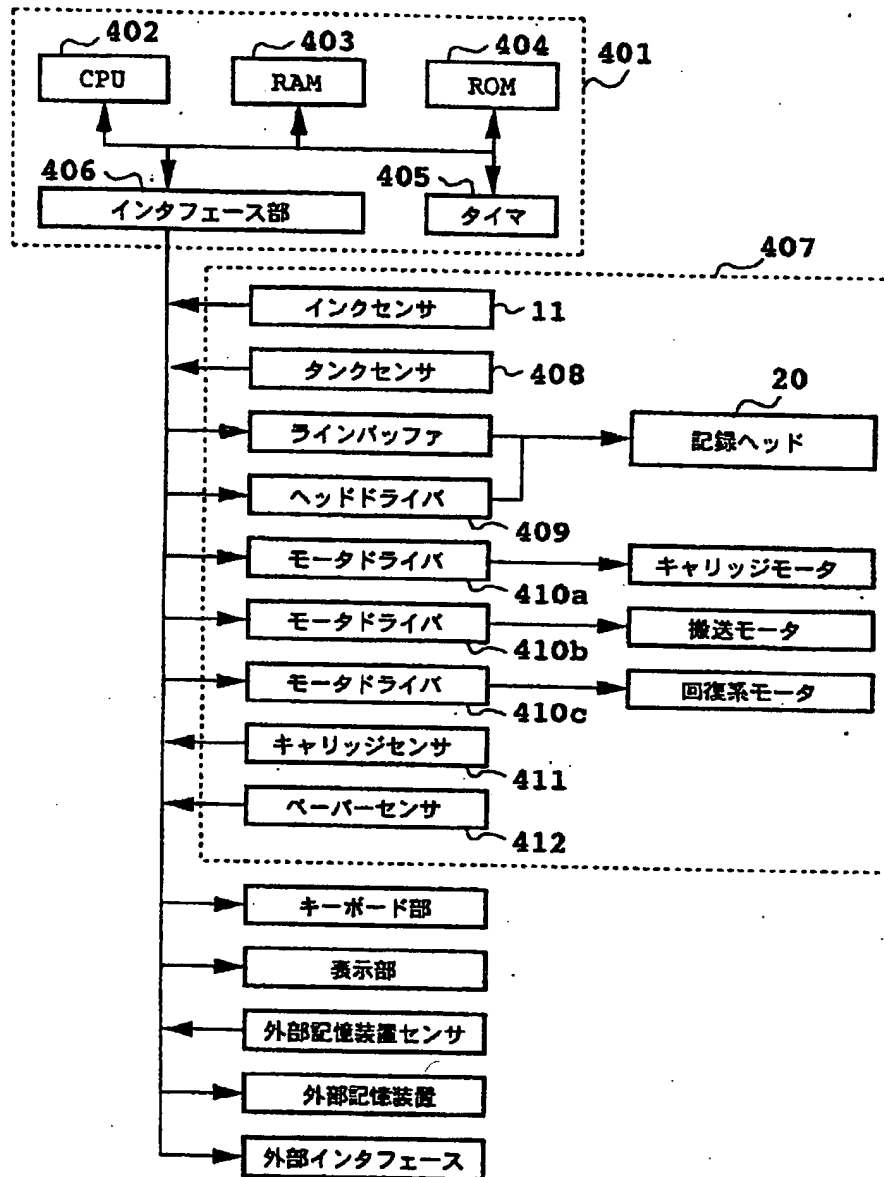 402
403
404
401
CPU
RAM
ROM
406
405
インタフェース部
タイマ
407
インクセンサ
11
タンクセンサ
408
20
ラインバッファ
記録ヘッド
ヘッドドライバ
409
モータドライバ
キャリッジモータ
410a
モータドライバ
搬送モータ
410b
モータドライバ
回復系モータ
410c
キャリッジセンサ
411
ペーパーセンサ
412
キーボード部
表示部
外部記憶装置センサ
外部記憶装置
外部インタフェース